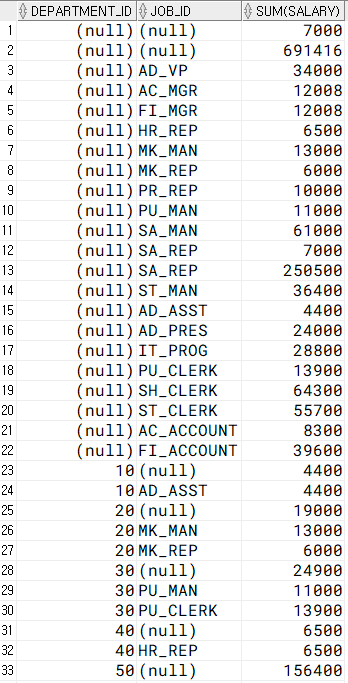 DEPARTMENT_ID JOB_ID SUM(SALARY)
1 (null) (null) 7000
2 (null) (null) 691416
3 (null) AD_VP 34000
4 (null) AC_MGR 12008
5 (null) FI_MGR 12008
6 (null) HR_REP 6500
7 (null) MK_MAN 13000
8 (null) MK_REP 6000
9 (null) PR_REP 10000
10 (null) PU_MAN 11000
11 (null) SA_MAN 61000
12 (null) SA_REP 7000
13 (null) SA_REP 250500
14 (null) ST_MAN 36400
15 (null) AD_ASST 4400
16 (null) AD_PRES 24000
17 (null) IT_PROG 28800
18 (null) PU_CLERK 13900
19 (null) SH_CLERK 64300
20 (null) ST_CLERK 55700
21 (null) AC_ACCOUNT 8300
22 (null) FI_ACCOUNT 39600
23 10 (null) 4400
24 10 AD_ASST 4400
25 20 (null) 19000
26 20 MK_MAN 13000
27 20 MK_REP 6000
28 30 (null) 24900
29 30 PU_MAN 11000
30 30 PU_CLERK 13900
31 40 (null) 6500
32 40 HR_REP 6500
33 50 (null) 156400